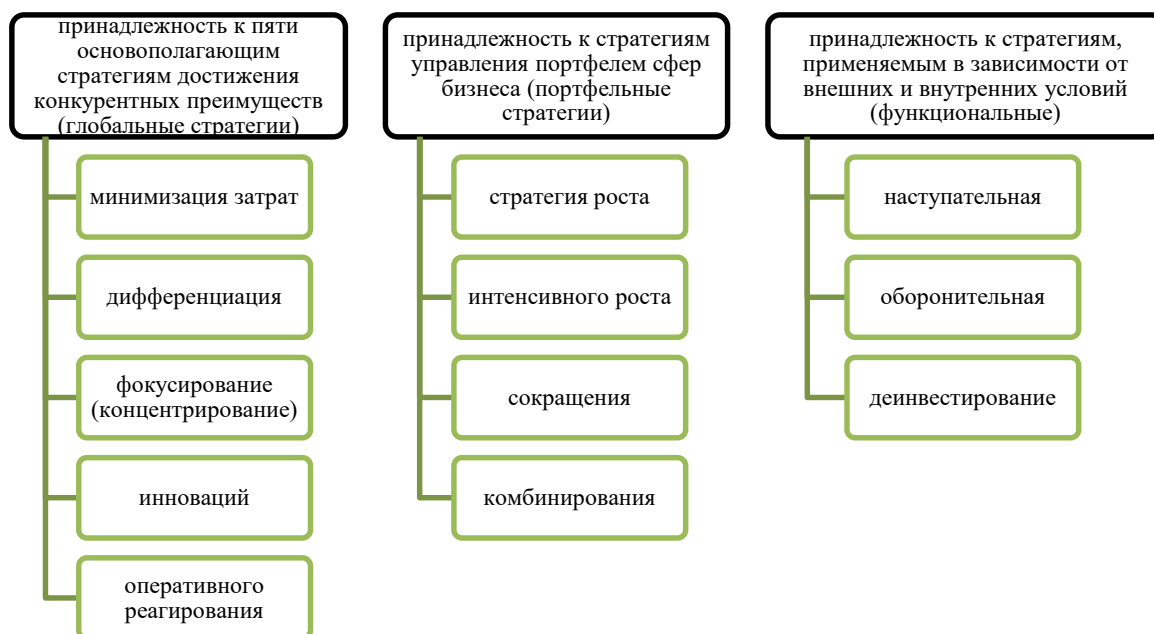 принадлежность к пяти
основополагающим
стратегиям достижения
конкурентных преимуществ
(глобальные стратегии)
минимизация затрат
дифференциация
фокусирование
(концентрирование)
инноваций
оперативного
реагирования
принадлежность к стратегиям
управления портфелем сфер
бизнеса (портфельные
стратегии)
стратегия роста
интенсивного роста
сокращения
комбинирования
принадлежность к стратегиям,
применяемым в зависимости от
внешних и внутренних условий
(функциональные)
наступательная
оборонительная
деинвестирование